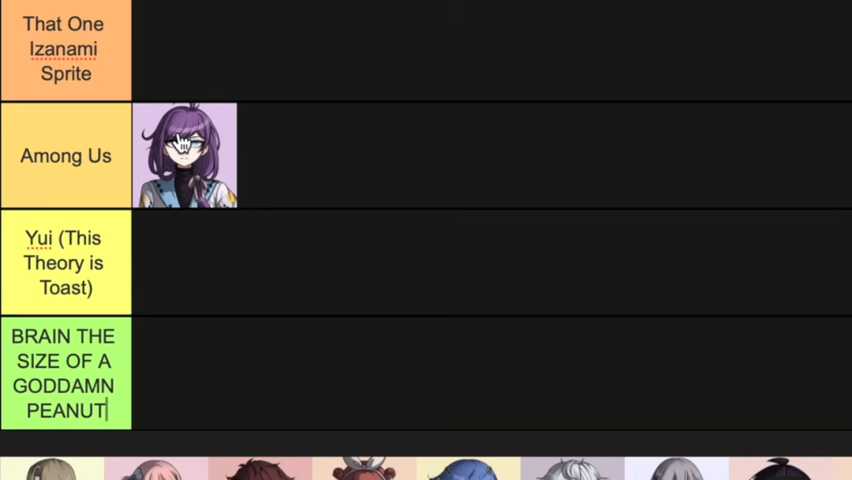 That One
Izanami
Sprite
Among Us
Yui (This
Theory is
Toast)
BRAIN THE
SIZE OF A
GODDAMN
PEANUT